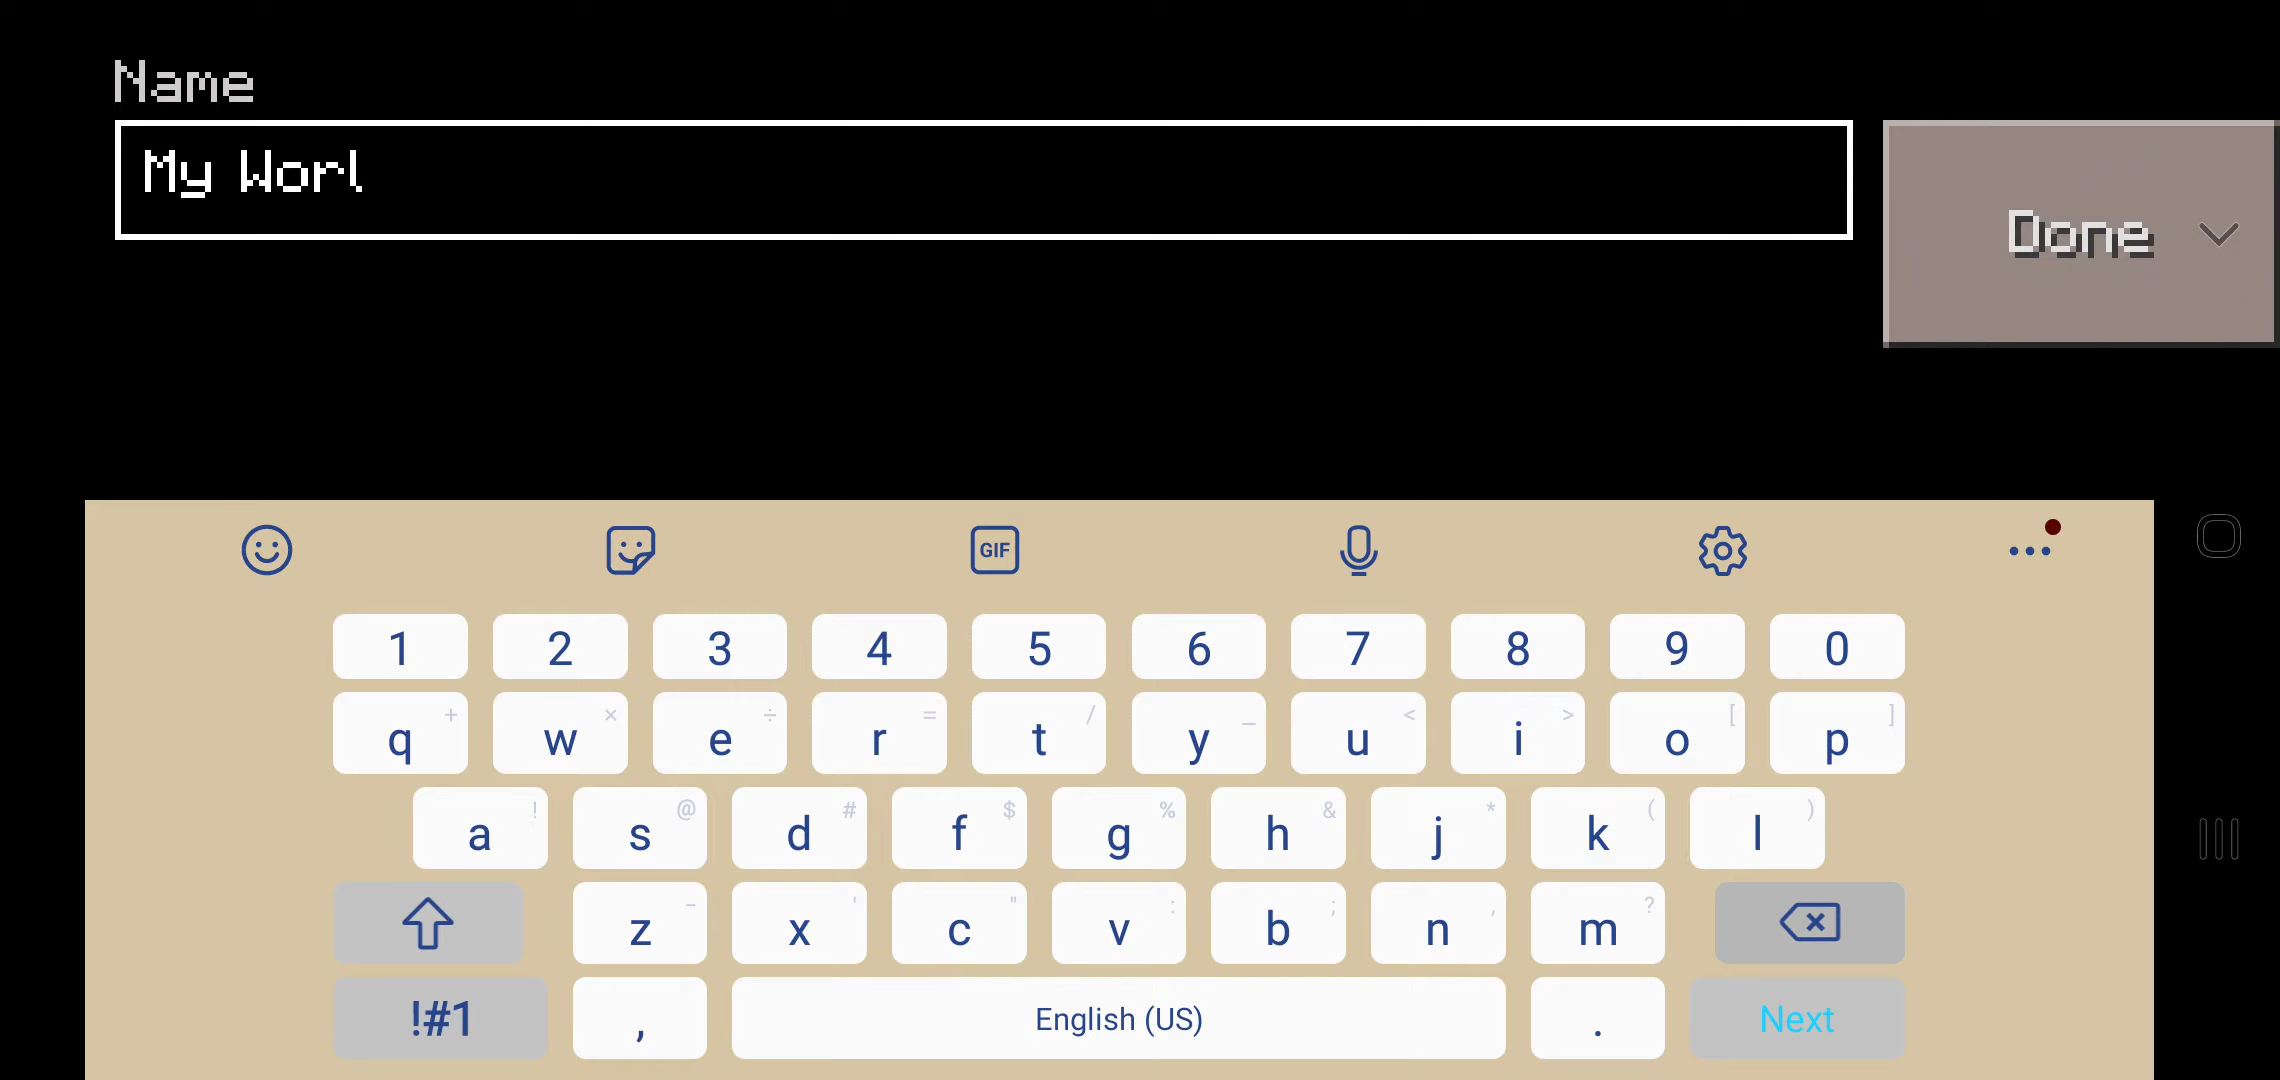 Name
My Worl
Done
GIF
1 2 3 4 5 6 7 8 9 0
q + w × e ÷ r = t / y _ u < i > o [ p ]
a ! s @ d # f $ g % h & j * k ( l )
z - x ' c " v : b ; n , m ?
!#1 , English (US) . Next